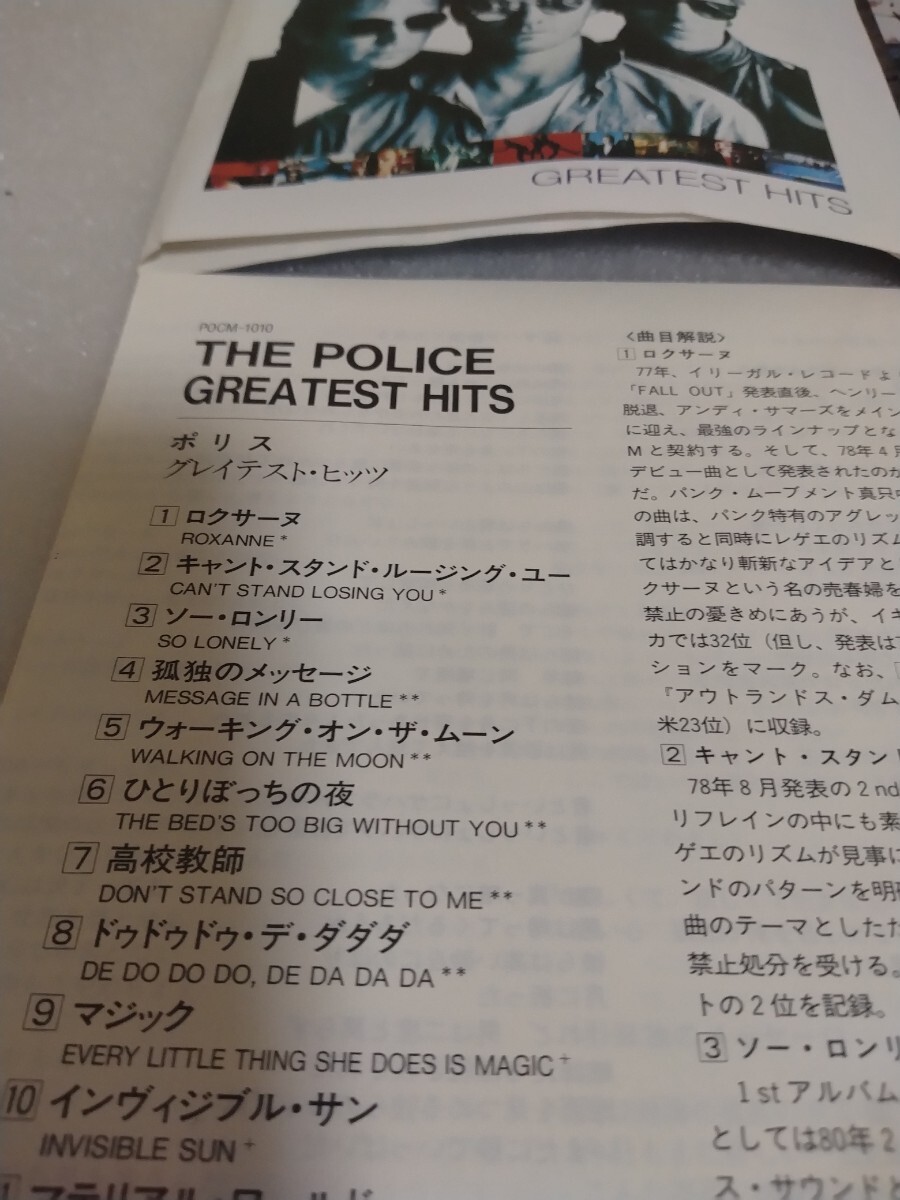 GREATEST HITS
POCM-1010
THE POLICE
GREATEST HITS
ポリス
グレイテスト・ヒッツ
1 ロクサーヌ
ROXANNE *
2 キャント・スタンド・ルージング・ユー
CAN'T STAND LOSING YOU *
3 ソー・ロンリー
SO LONELY *
4 孤独のメッセージ
MESSAGE IN A BOTTLE **
5 ウォーキング・オン・ザ・ムーン
WALKING ON THE MOON **
6 ひとりぼっちの夜
THE BED'S TOO BIG WITHOUT YOU **
7 高校教師
DON'T STAND SO CLOSE TO ME **
8 ドゥドゥドゥ・デ・ダダダ
DE DO DO DO, DE DA DA DA **
9 マジック
EVERY LITTLE THING SHE DOES IS MAGIC +
10 インヴィジブル・サン
INVISIBLE SUN +
マテリアル・ワールド
〈曲目解説〉
1 ロクサーヌ
77年、イリーガル・レコードよ
「FALL OUT」発表直後、ヘンリー
脱退、アンディ・サマーズをメイン
に迎え、最強のラインナップとな
Mと契約する。そして、78年4月
デビュー曲として発表されたのが
だ。パンク・ムーブメント真只中
の曲は、パンク特有のアグレッ
調すると同時にレゲエのリズム
てはかなり斬新なアイデアと
クサーヌという名の売春婦を
禁止の憂きめにあうが、イギ
カでは32位（但し、発表は
ションをマーク。なお、
『アウトランドス・ダム
米23位）に収録。
2 キャント・スタンド
78年8月発表の2nd
リフレインの中にも素
ゲエのリズムが見事に
ンドのパターンを明確
曲のテーマとしたた
禁止処分を受ける。
トの2位を記録。
3 ソー・ロンリ
1stアルバム
としては80年2
ス・サウンドと